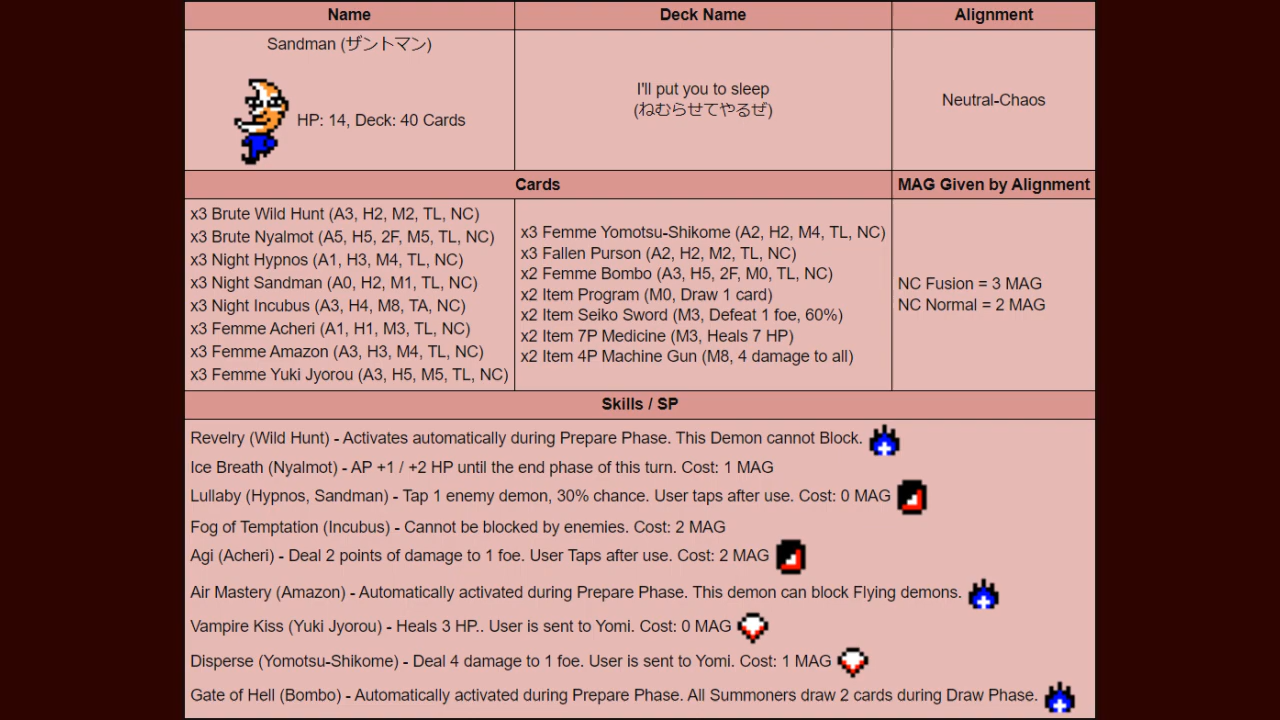 Name
Deck Name
Alignment
Sandman (ザントマン)
HP: 14, Deck: 40 Cards
I'll put you to sleep
(ねむらせてやるぜ)
Neutral-Chaos
Cards
MAG Given by Alignment
x3 Brute Wild Hunt (A3, H2, M2, TL, NC)
x3 Brute Nyalmot (A5, H5, 2F, M5, TL, NC)
x3 Night Hypnos (A1, H3, M4, TL, NC)
x3 Night Sandman (A0, H2, M1, TL, NC)
x3 Night Incubus (A3, H4, M8, TA, NC)
x3 Femme Acheri (A1, H1, M3, TL, NC)
x3 Femme Amazon (A3, H3, M4, TL, NC)
x3 Femme Yuki Jyorou (A3, H5, M5, TL, NC)
x3 Femme Yomotsu-Shikome (A2, H2, M4, TL, NC)
x3 Fallen Purson (A2, H2, M2, TL, NC)
x2 Femme Bombo (A3, H5, 2F, M0, TL, NC)
x2 Item Program (M0, Draw 1 card)
x2 Item Seiko Sword (M3, Defeat 1 foe, 60%)
x2 Item 7P Medicine (M3, Heals 7 HP)
x2 Item 4P Machine Gun (M8, 4 damage to all)
NC Fusion = 3 MAG
NC Normal = 2 MAG
Skills / SP
Revelry (Wild Hunt) - Activates automatically during Prepare Phase. This Demon cannot Block.
Ice Breath (Nyalmot) - AP +1 / +2 HP until the end phase of this turn. Cost: 1 MAG
Lullaby (Hypnos, Sandman) - Tap 1 enemy demon, 30% chance. User taps after use. Cost: 0 MAG
Fog of Temptation (Incubus) - Cannot be blocked by enemies. Cost: 2 MAG
Agi (Acheri) - Deal 2 points of damage to 1 foe. User Taps after use. Cost: 2 MAG
Air Mastery (Amazon) - Automatically activated during Prepare Phase. This demon can block Flying demons.
Vampire Kiss (Yuki Jyorou) - Heals 3 HP.. User is sent to Yomi. Cost: 0 MAG
Disperse (Yomotsu-Shikome) - Deal 4 damage to 1 foe. User is sent to Yomi. Cost: 1 MAG
Gate of Hell (Bombo) - Automatically activated during Prepare Phase. All Summoners draw 2 cards during Draw Phase.